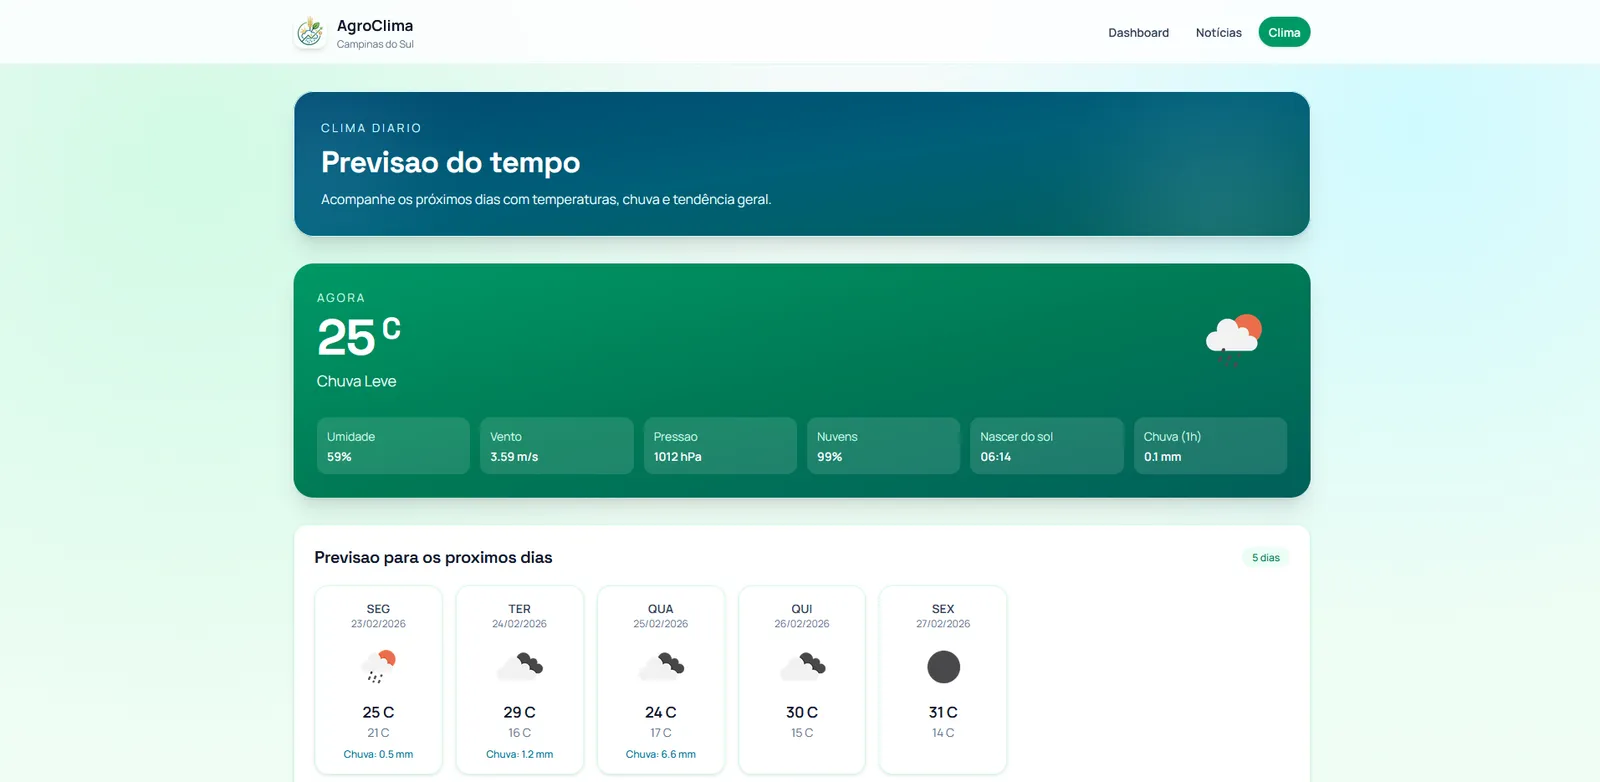 AgroClima
Campinas do Sul
Dashboard
Notícias
Clima
CLIMA DIARIO
Previsao do tempo
Acompanhe os próximos dias com temperaturas, chuva e tendência geral.
AGORA
25 C
Chuva Leve
Umidade
59%
Vento
3.59 m/s
Pressao
1012 hPa
Nuvens
99%
Nascer do sol
06:14
Chuva (1h)
0.1 mm
Previsao para os proximos dias
5 dias
SEG
23/02/2026
25 C
21 C
Chuva: 0.5 mm
TER
24/02/2026
29 C
16 C
Chuva: 1.2 mm
QUA
25/02/2026
24 C
17 C
Chuva: 6.6 mm
QUI
26/02/2026
30 C
15 C
SEX
27/02/2026
31 C
14 C